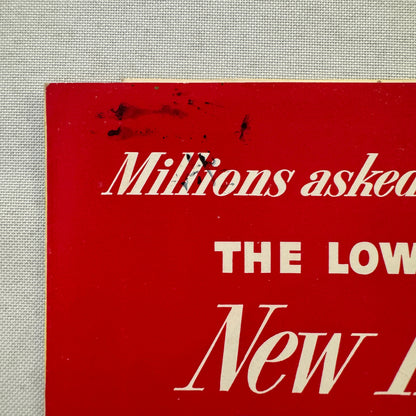 Millions asked
THE LOW
New